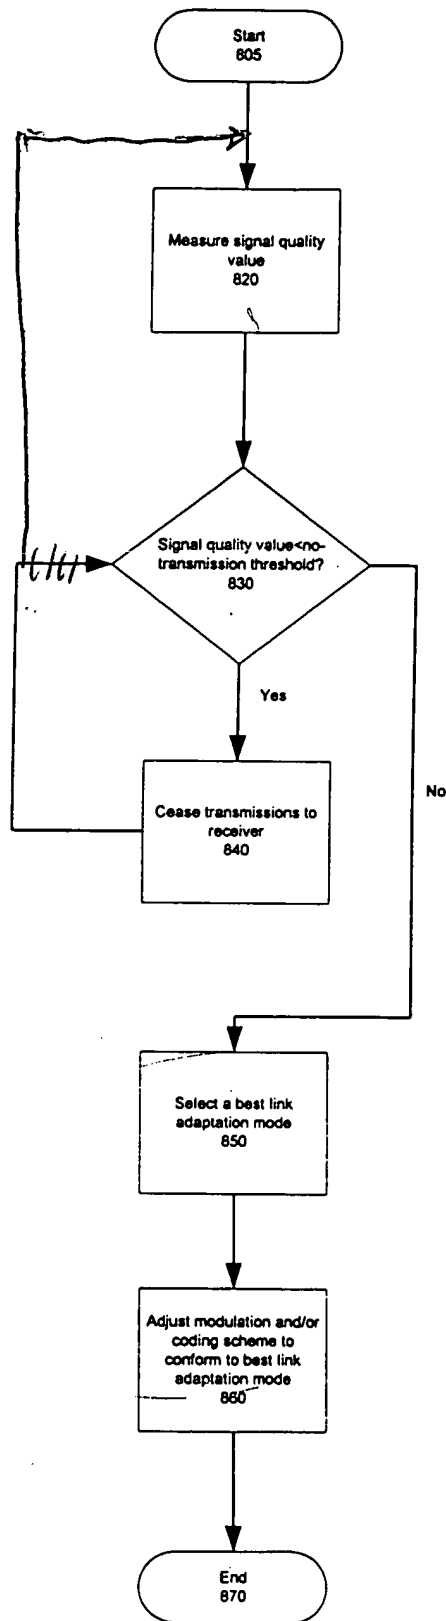 Start
805
Measure signal quality
value
820
Signal quality value<no-
transmission threshold?
830
Yes
No
Cease transmissions to
receiver
840
Select a best link
adaptation mode
850
Adjust modulation and/or
coding scheme to
conform to best link
adaptation mode
860
End
870